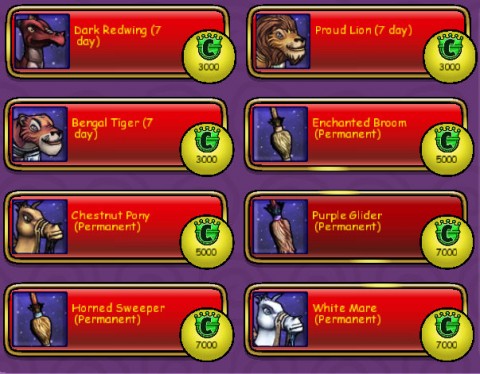 Dark Redwing (7
day)
3000
Proud Lion (7 day)
3000
Bengal Tiger (7
day)
3000
Enchanted Broom
(Permanent)
5000
Chestnut Pony
(Permanent)
5000
Purple Glider
(Permanent)
7000
Horned Sweeper
(Permanent)
7000
White Mare
(Permanent)
7000